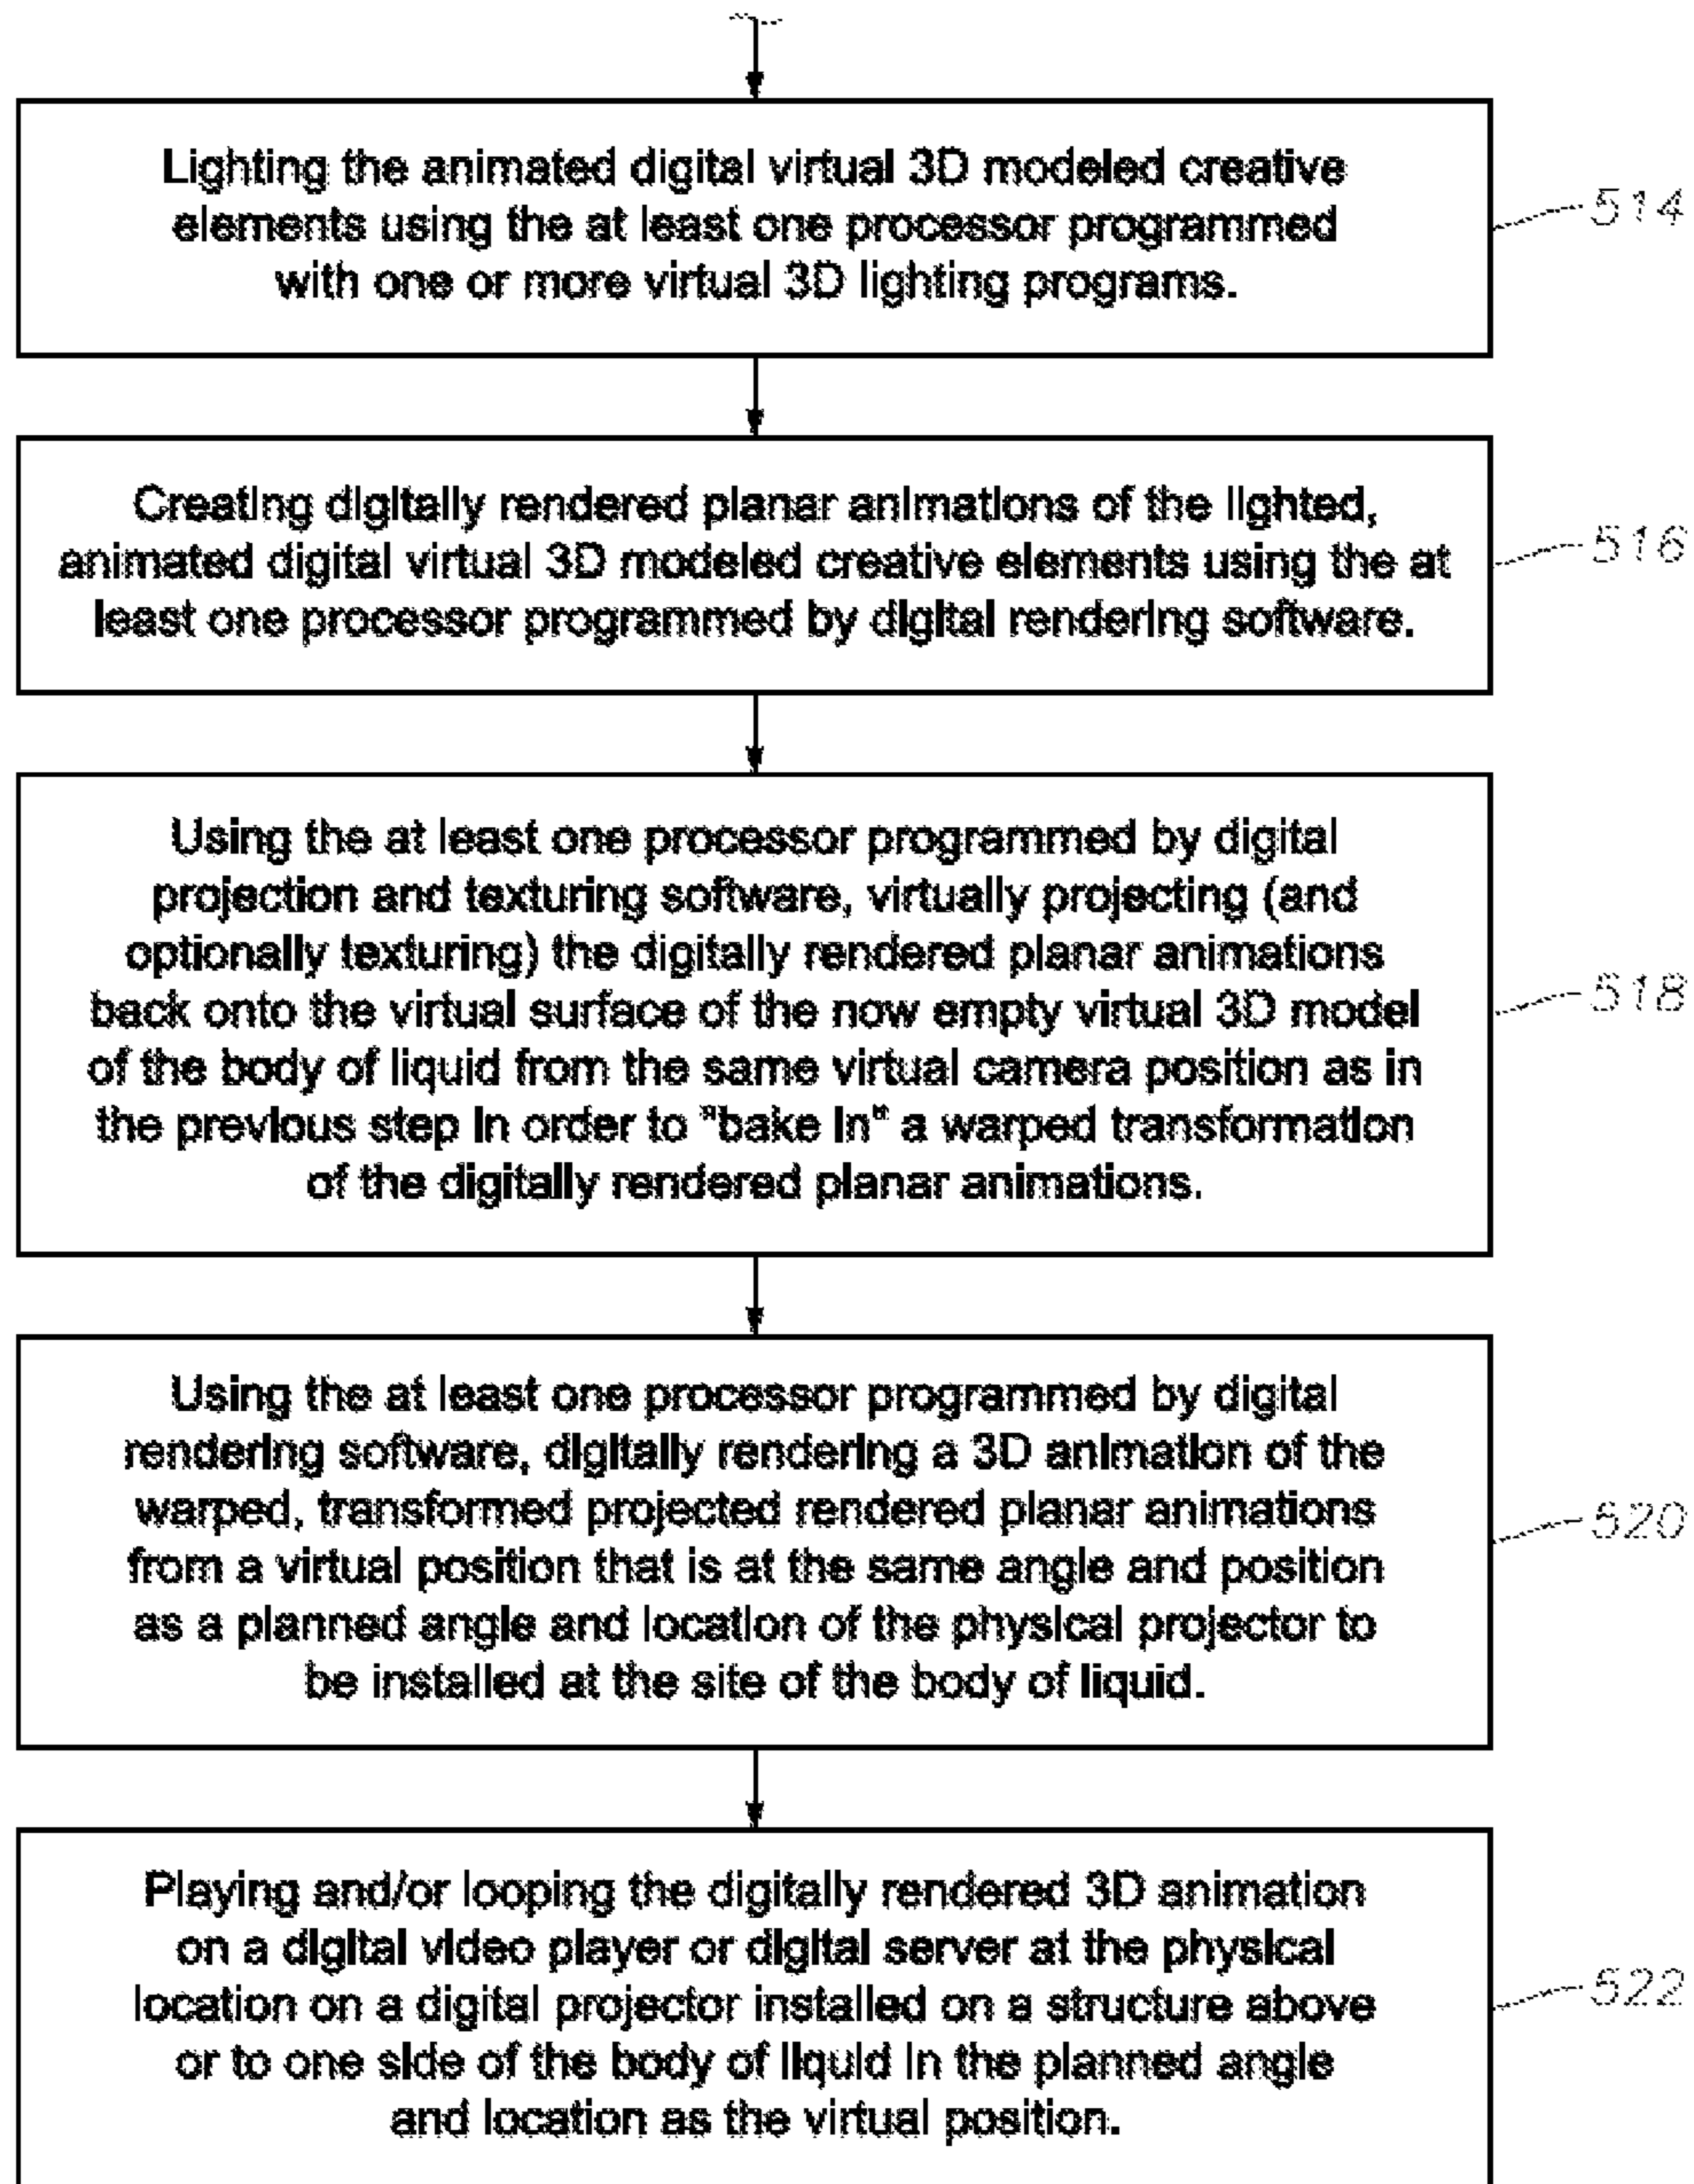 Lighting the animated digital virtual 3D modeled creative
elements using the at least one processor programmed
with one or more virtual 3D lighting programs.
514
Creating digitally rendered planar animations of the lighted,
animated digital virtual 3D modeled creative elements using the at
least one processor programmed by digital rendering software.
516
Using the at least one processor programmed by digital
projection and texturing software, virtually projecting (and
optionally texturing) the digitally rendered planar animations
back onto the virtual surface of the now empty virtual 3D model
of the body of liquid from the same virtual camera position as in
the previous step in order to "bake in" a warped transformation
of the digitally rendered planar animations.
518
Using the at least one processor programmed by digital
rendering software, digitally rendering a 3D animation of the
warped, transformed projected rendered planar animations
from a virtual position that is at the same angle and position
as a planned angle and location of the physical projector to
be installed at the site of the body of liquid.
520
Playing and/or looping the digitally rendered 3D animation
on a digital video player or digital server at the physical
location on a digital projector installed on a structure above
or to one side of the body of liquid in the planned angle
and location as the virtual position.
522